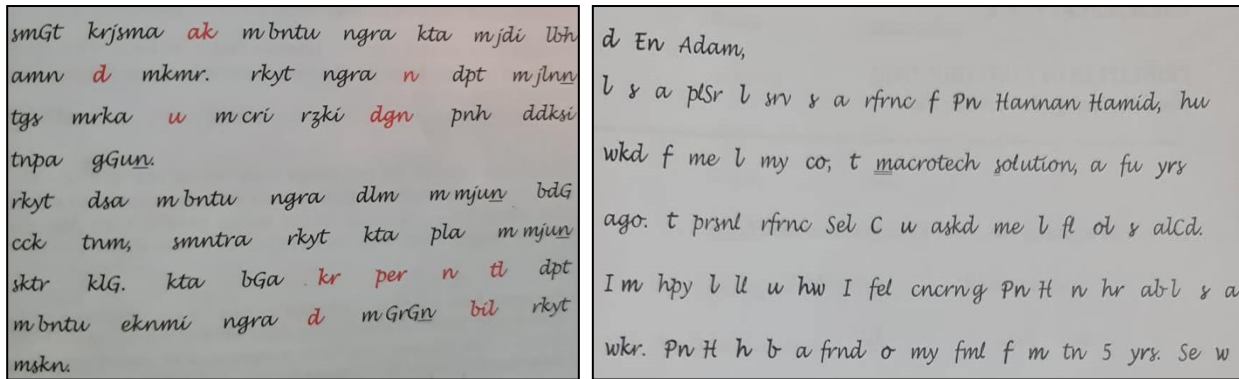 smGt krjsma ak m bntu ngra kta m jdi lbh
amn d mkmr. rkyt ngra n dpt m jlnn
tgs mrka u m cri rzki dgn pnh ddksi
tnpa gGun.
rkyt dsa m bntu ngra dlm m mjun bdG
cck tnm, smntra rkyt kta pla m mjun
sktr klG. kta bGa kr per n tl dpt
m bntu eknmi ngra d m GrGn bil rkyt
mskn.
d En Adam,
l s a plSr l srv s a rfrnc f Pn Hannan Hamid, hu
wkd f me l my co, t macrotech solution, a fu yrs
ago. t prsnl rfrnc Sel C u askd me l fl ol s alCd.
I m hpy l ll u hw I fel cncrn g Pn H n hr ab-l s a
wkr. Pn H h b a frnd o my fml f m tn 5 yrs. Se w